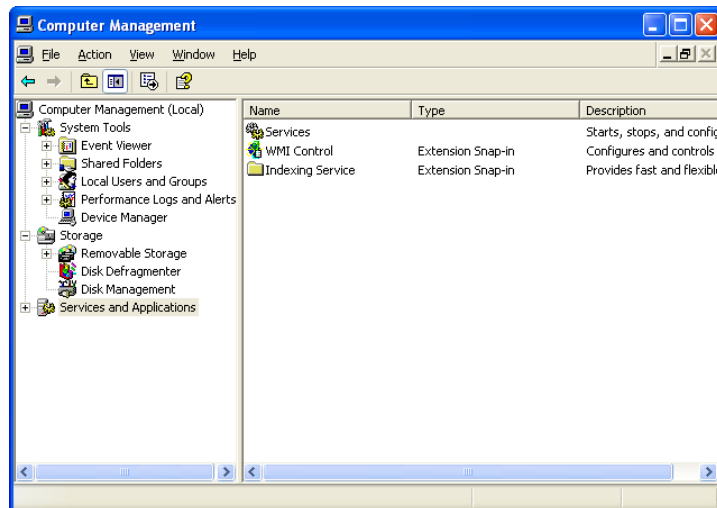 Computer Management
File Action View Window Help
Computer Management (Local)
System Tools
Event Viewer
Shared Folders
Local Users and Groups
Performance Logs and Alerts
Device Manager
Storage
Removable Storage
Disk Defragmenter
Disk Management
Services and Applications
Name Type Description
Services Starts, stops, and config
WMI Control Extension Snap-in Configures and controls
Indexing Service Extension Snap-in Provides fast and flexible